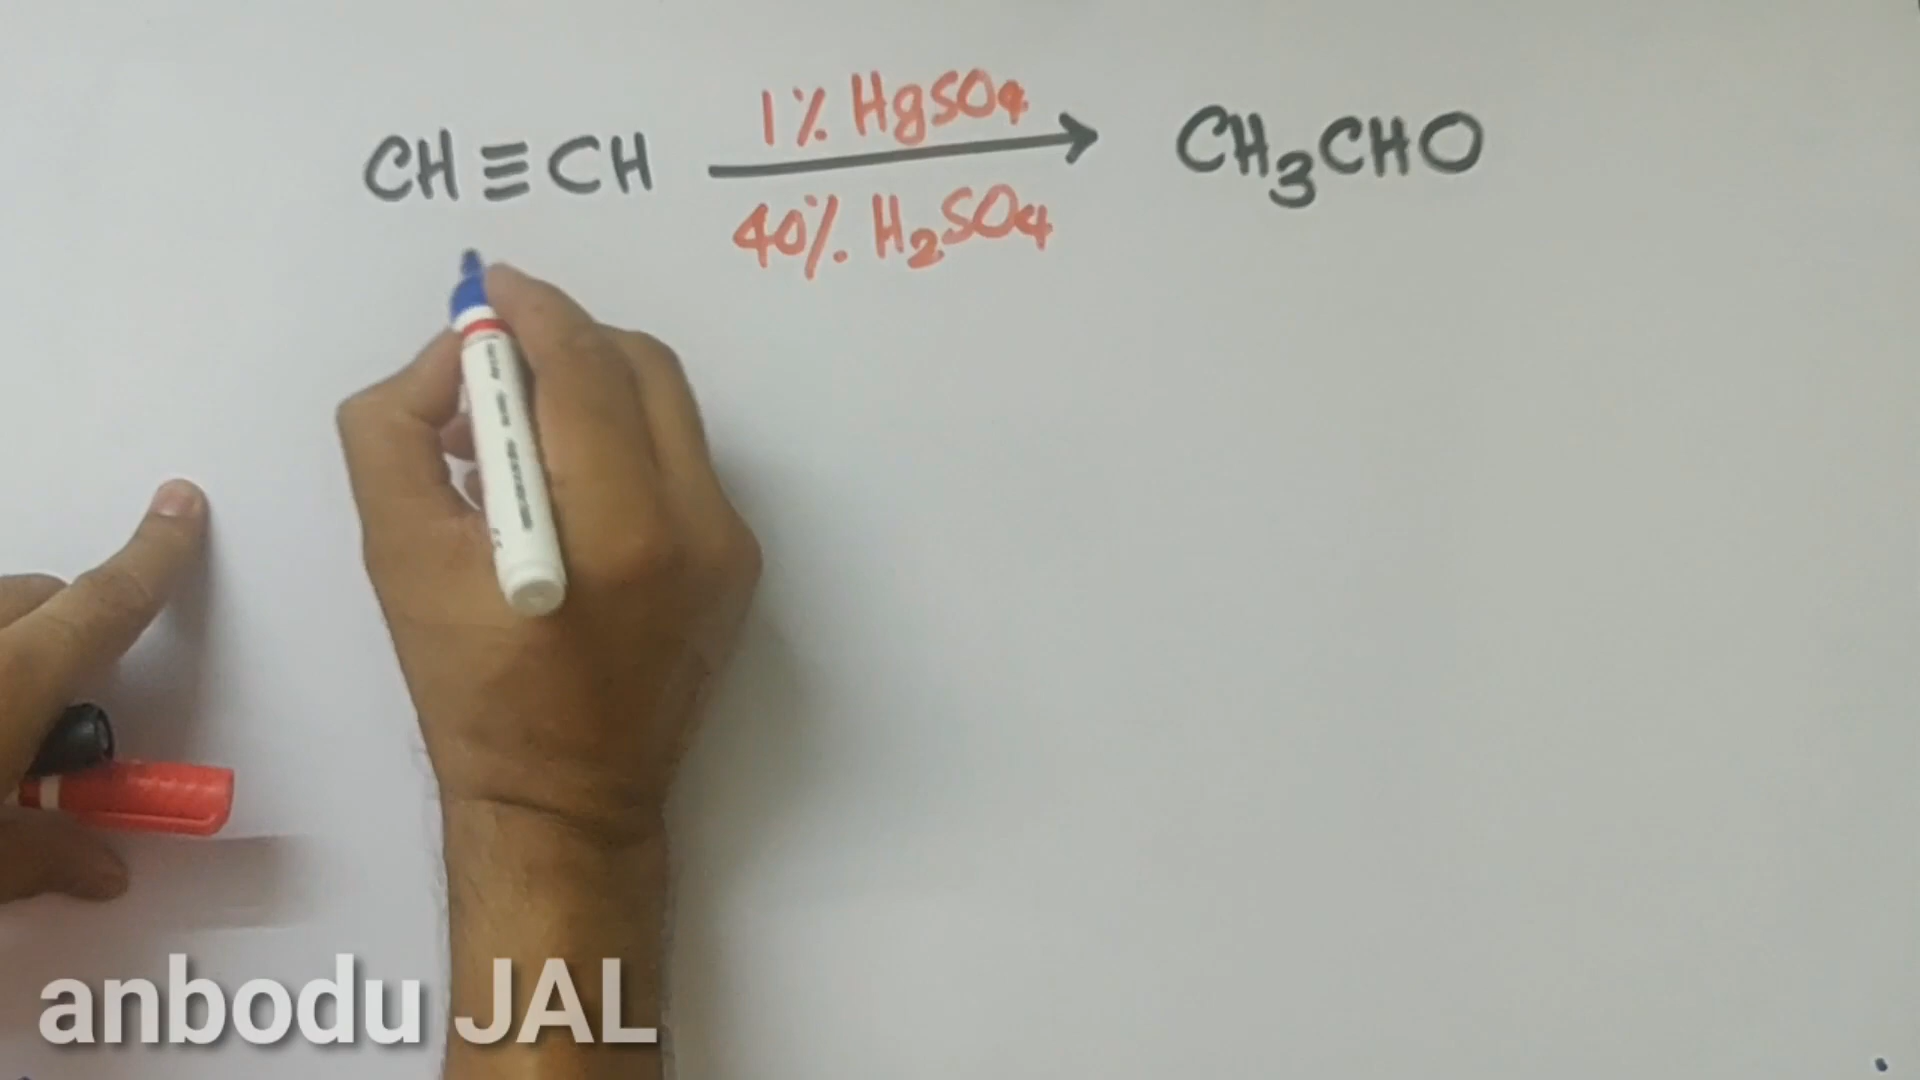 1% HgSO₄
CH≡CH → CH₃CHO
40%. H₂SO₄
anbodu JAL